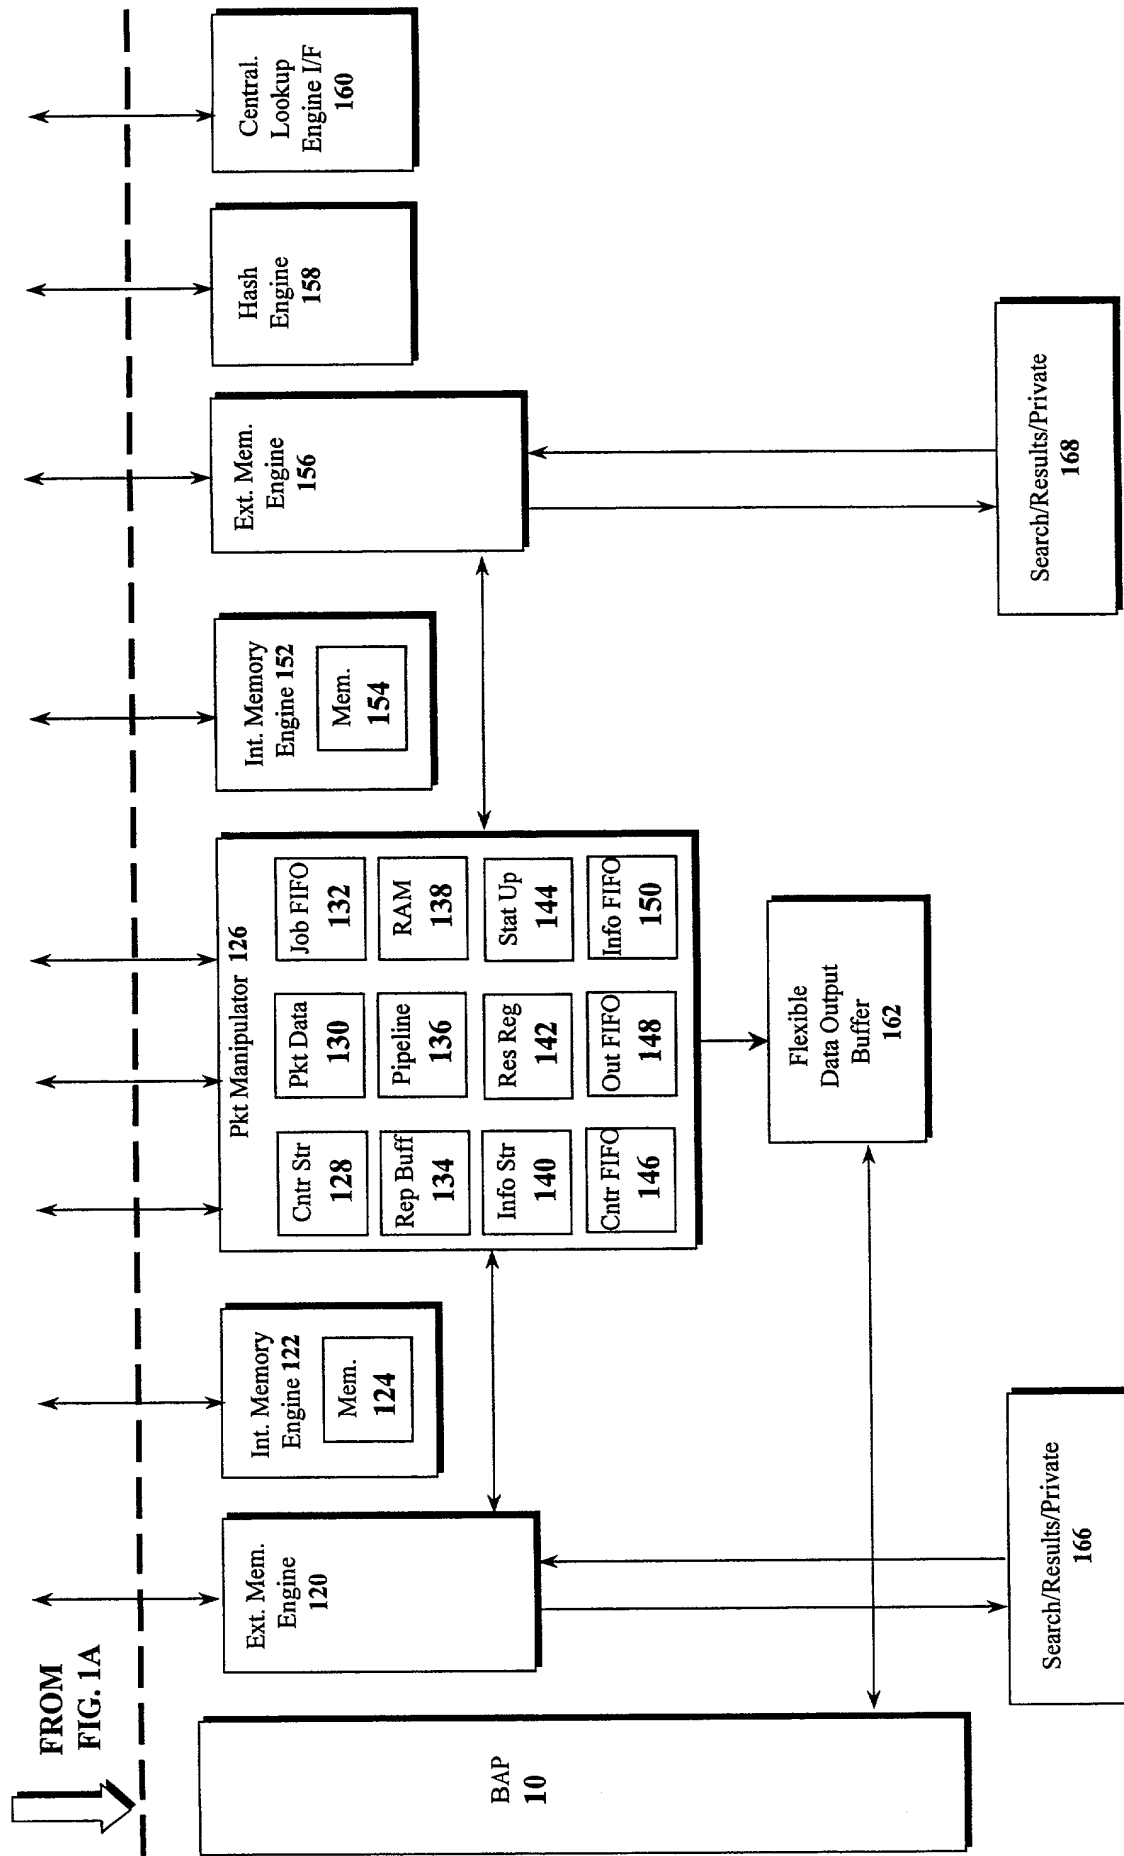 FROM
FIG. 1A
BAP
10
Ext. Mem.
Engine
120
Int. Memory
Engine 122
Mem.
124
Pkt Manipulator 126
Cntr Str
128
Pkt Data
130
Job FIFO
132
Rep Buff
134
Pipeline
136
RAM
138
Info Str
140
Res Reg
142
Stat Up
144
Cntr FIFO
146
Out FIFO
148
Info FIFO
150
Int. Memory
Engine 152
Mem.
154
Ext. Mem.
Engine
156
Hash
Engine
158
Central.
Lookup
Engine I/F
160
Flexible
Data Output
Buffer
162
Search/Results/Private
166
Search/Results/Private
168